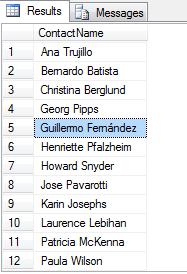 Results Messages
ContactName
1 Ana Trujillo
2 Bernardo Batista
3 Christina Berglund
4 Georg Pipps
5 Guillermo Fernández
6 Henriette Pfalzheim
7 Howard Snyder
8 Jose Pavarotti
9 Karin Josephs
10 Laurence Lebihan
11 Patricia McKenna
12 Paula Wilson